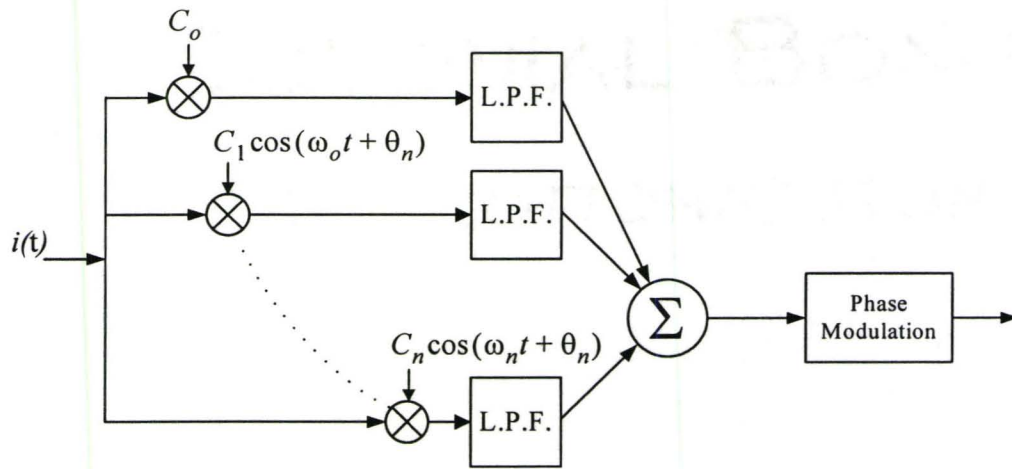 C_o
L.P.F.
C_1 cos(ω_o t + θ_n)
L.P.F.
i(t)
Σ
Phase
Modulation
C_n cos(ω_n t + θ_n)
L.P.F.